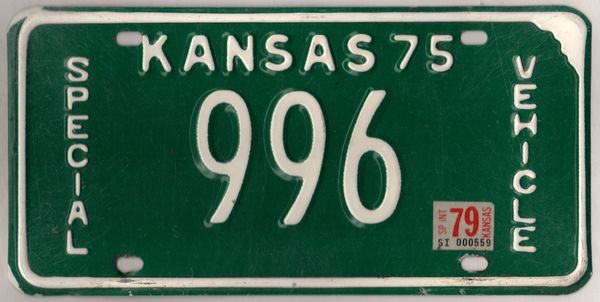 KANSAS 75
SPECIAL
996
VEHICLE
SP INT
79
KANSAS
SI 000559